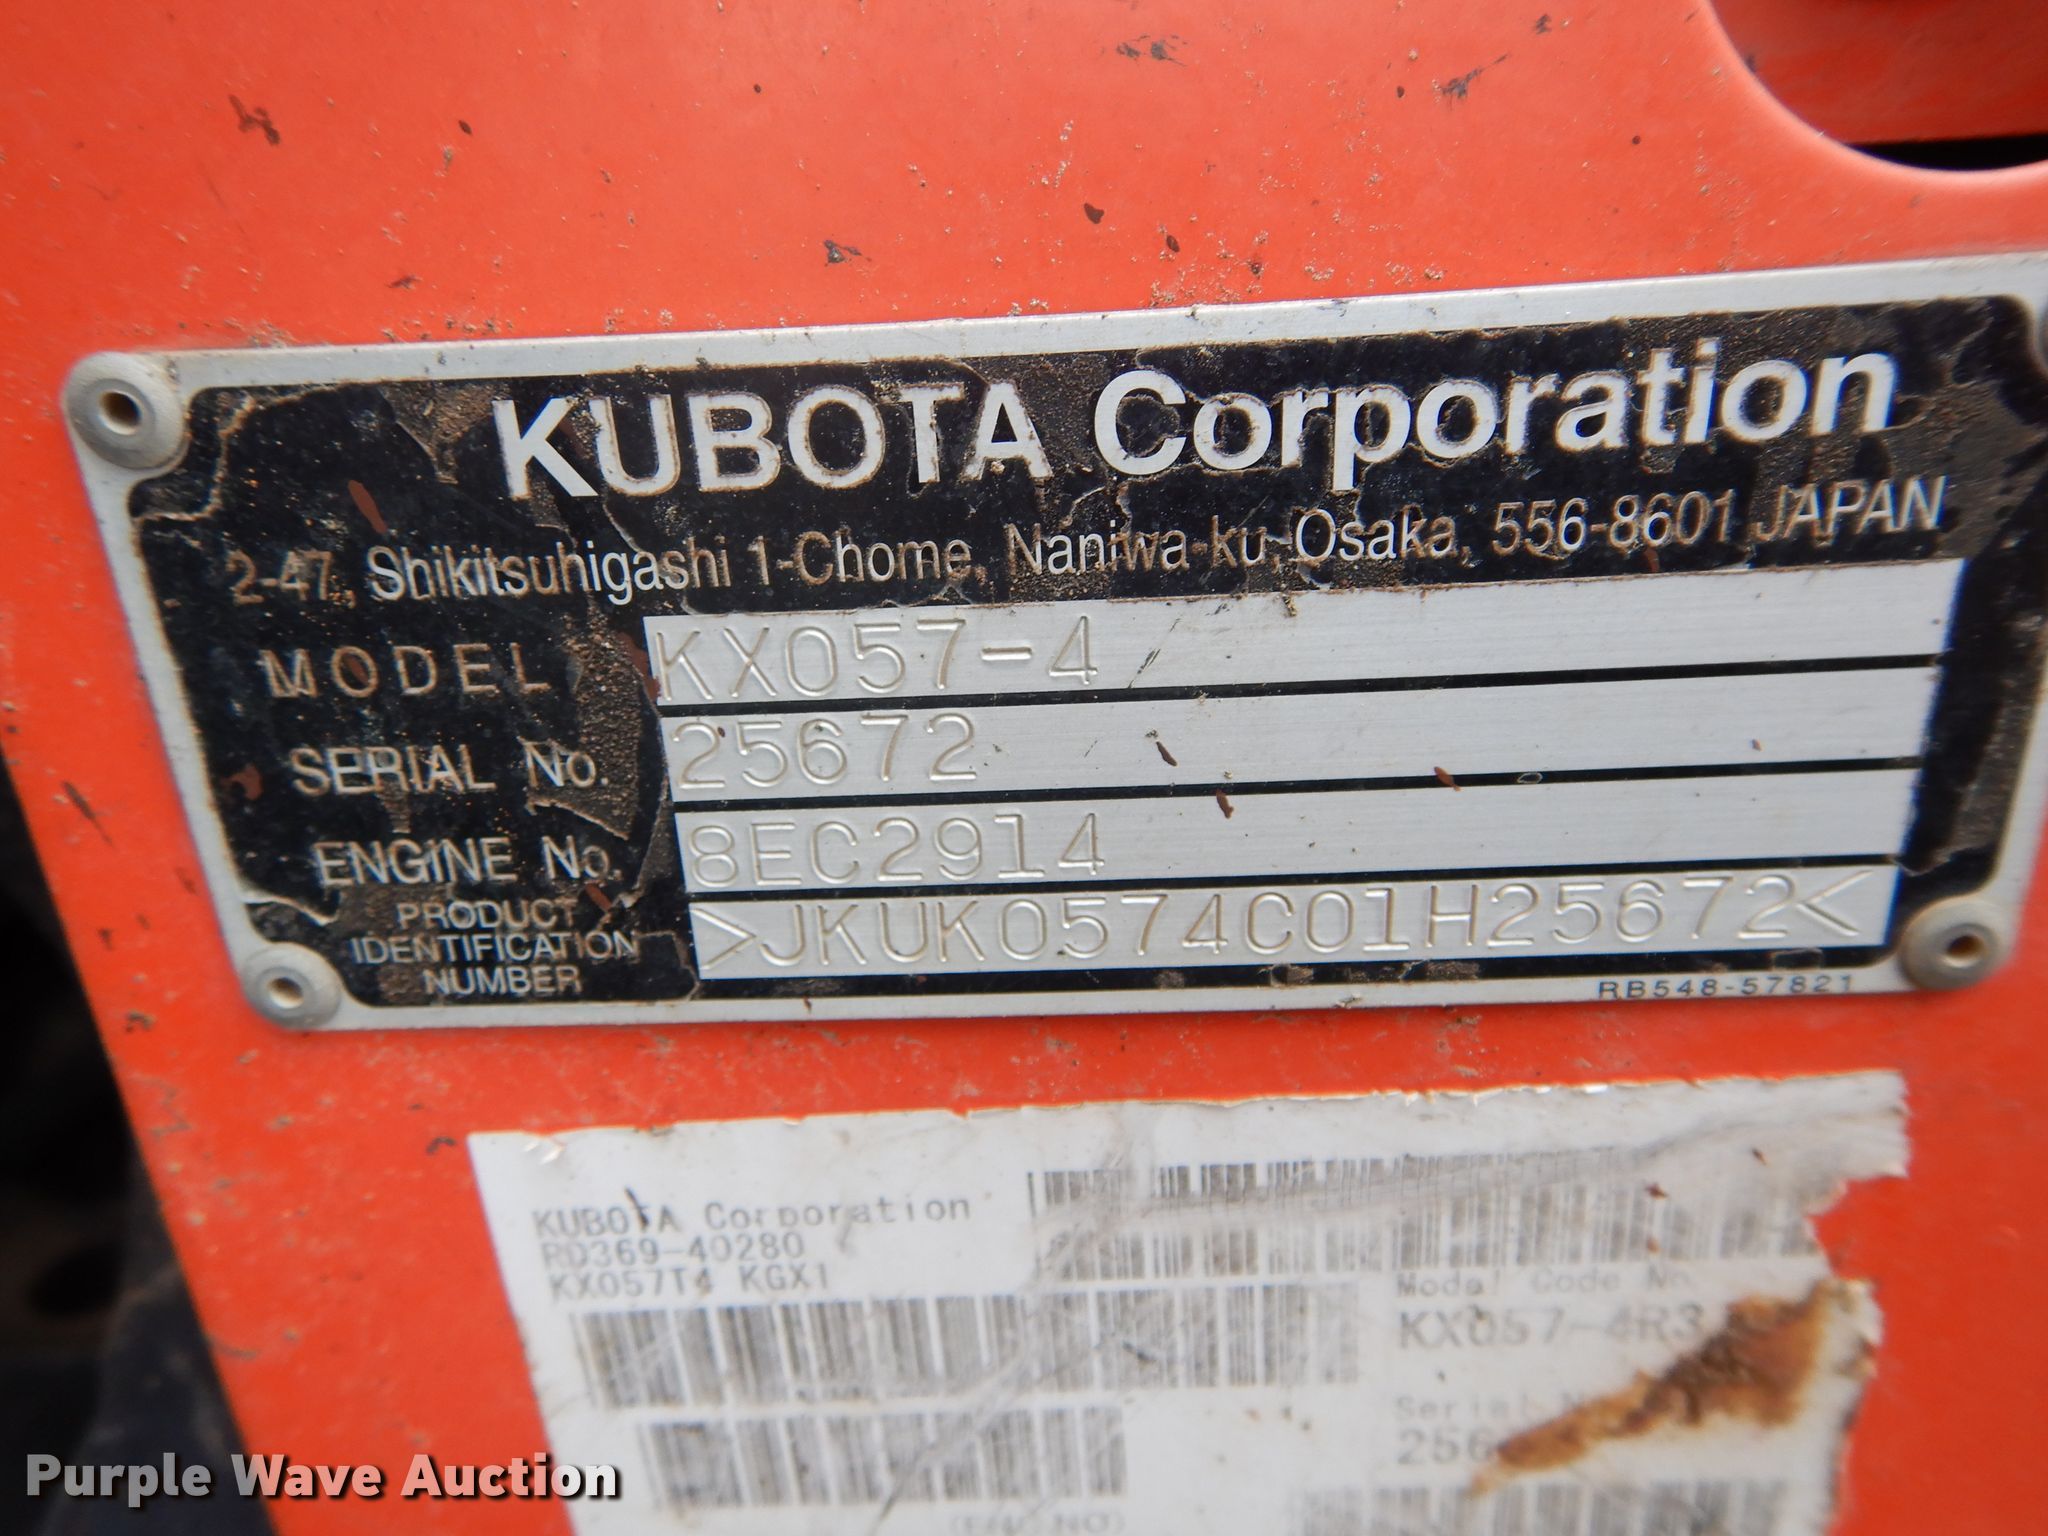 KUBOTA Corporation
2-47, Shikitsuhigashi 1-Chome, Naniwa-ku, Osaka, 556-8601 JAPAN
MODEL KX057-4
SERIAL No. 25672
ENGINE No. 8EC2914
PRODUCT
IDENTIFICATION
NUMBER
>JKUK0574C01H25672<
RB548-57821
KUBOTA Corporation
RD369-40280
KX057T4 KGX1
Model Code No.
KX057-4R3
Serial
256
Purple Wave Auction